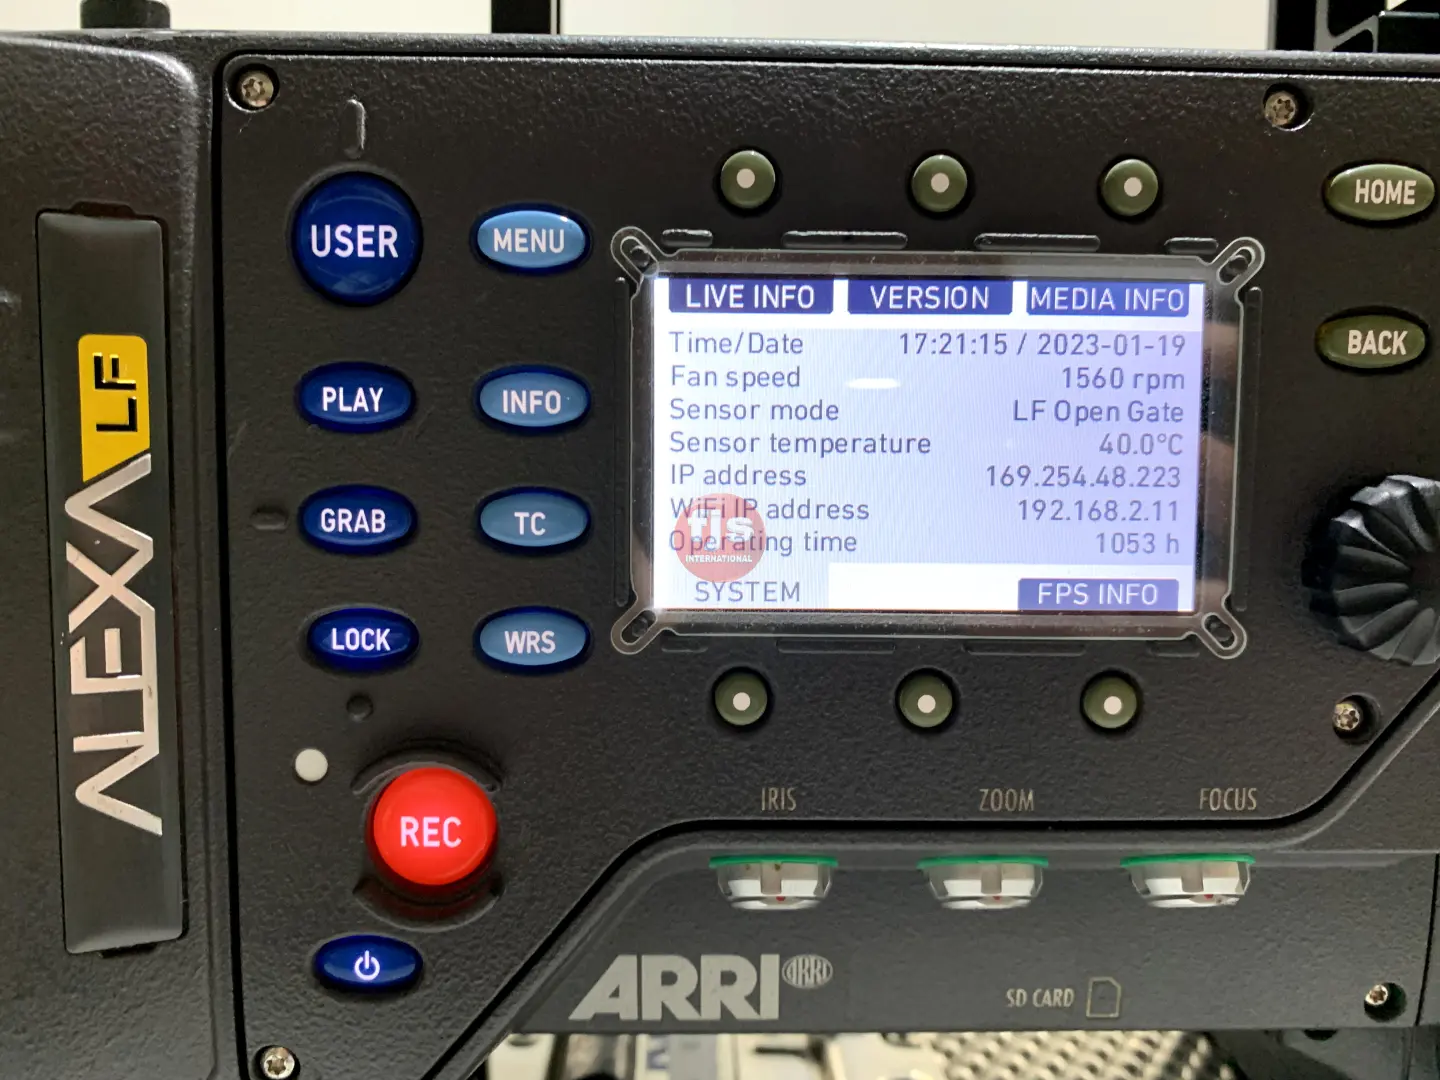 USER
MENU
PLAY
INFO
GRAB
TC
LOCK
WRS
REC
ALEXA LF
LIVE INFO VERSION MEDIA INFO
Time/Date 17:21:15 / 2023-01-19
Fan speed 1560 rpm
Sensor mode LF Open Gate
Sensor temperature 40.0°C
IP address 169.254.48.223
WiFi IP address 192.168.2.11
Operating time 1053 h
SYSTEM FPS INFO
fjs
INTERNATIONAL
HOME
BACK
IRIS ZOOM FOCUS
ARRI ARRI
SD CARD